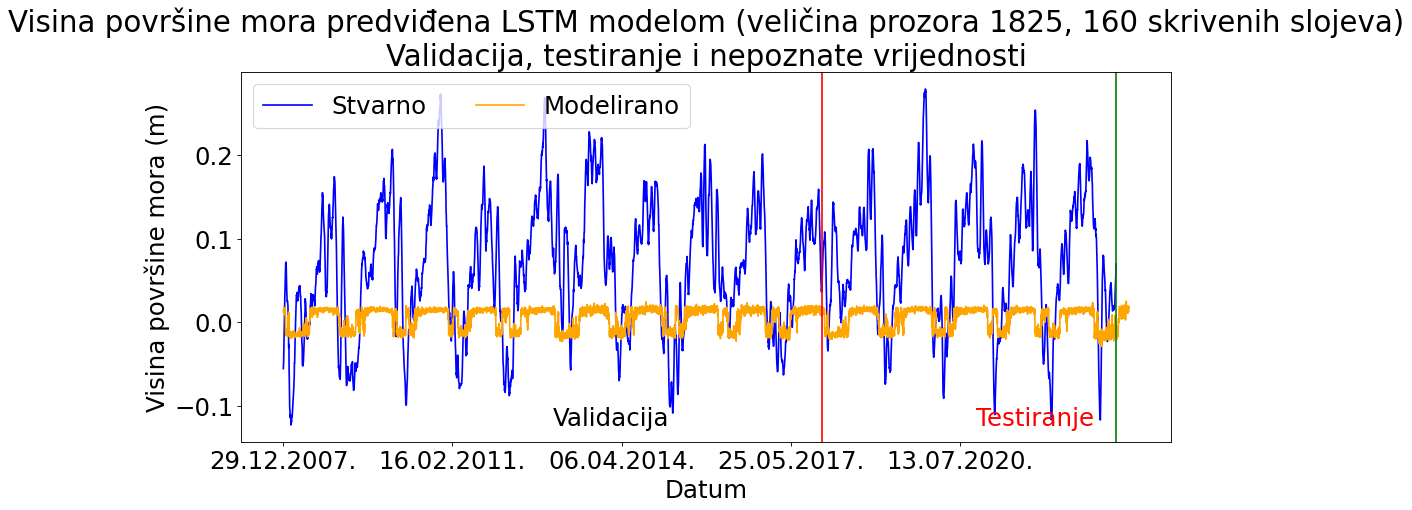 Visina površine mora predviđena LSTM modelom (veličina prozora 1825, 160 skrivenih slojeva)
Validacija, testiranje i nepoznate vrijednosti
Stvarno
Modelirano
Visina površine mora (m)
0.2
0.1
0.0
−0.1
Validacija
Testiranje
29.12.2007.
16.02.2011.
06.04.2014.
25.05.2017.
13.07.2020.
Datum